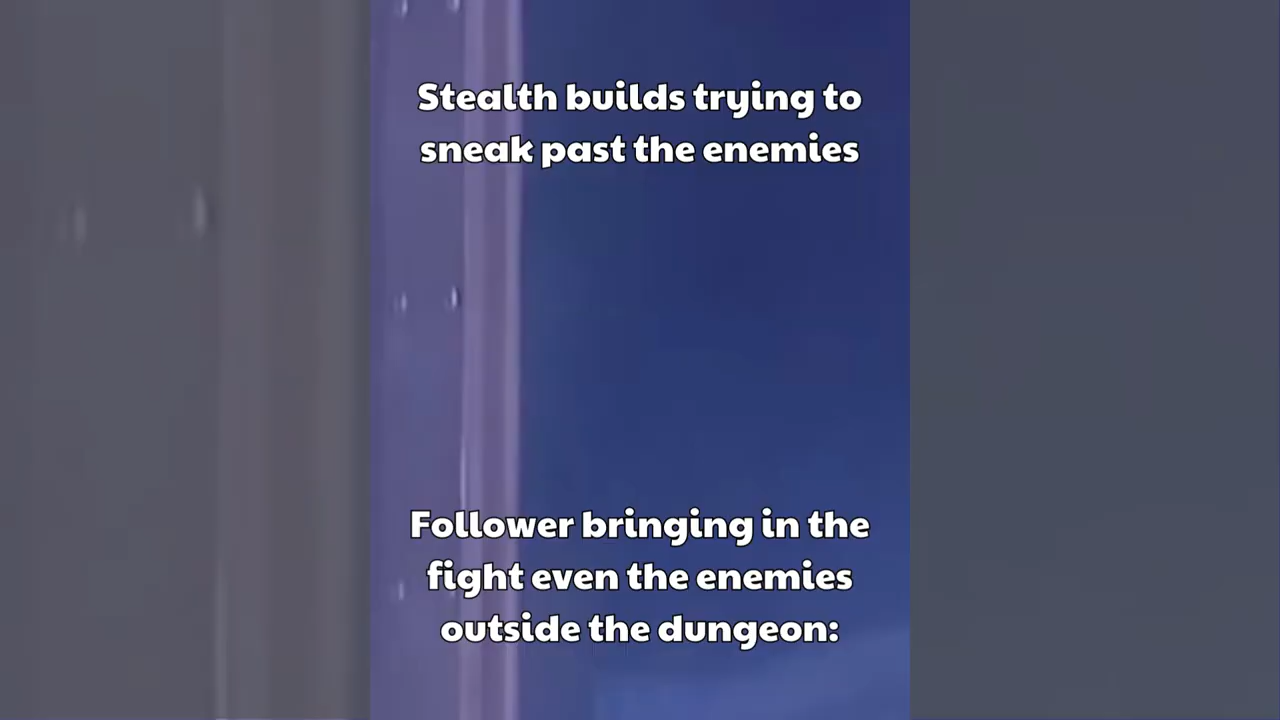 Stealth builds trying to
sneak past the enemies
Follower bringing in the
fight even the enemies
outside the dungeon: